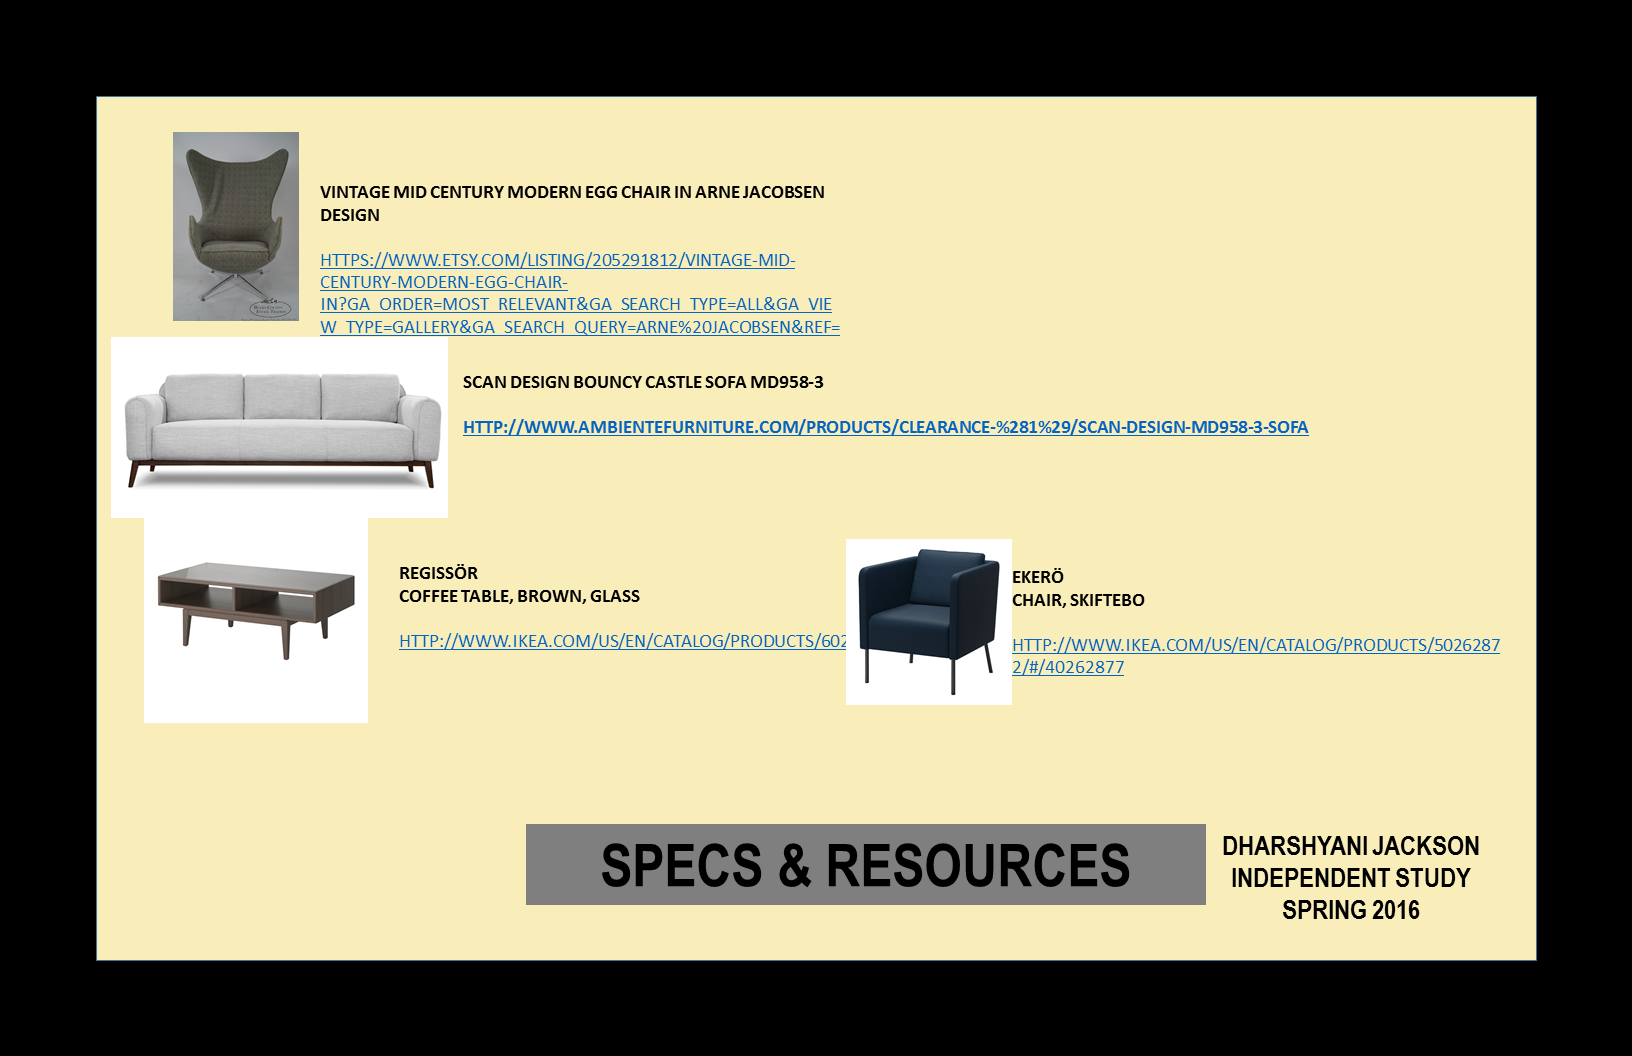 VINTAGE MID CENTURY MODERN EGG CHAIR IN ARNE JACOBSEN
DESIGN
HTTPS://WWW.ETSY.COM/LISTING/205291812/VINTAGE-MID-
CENTURY-MODERN-EGG-CHAIR-
IN?GA_ORDER=MOST_RELEVANT&GA_SEARCH_TYPE=ALL&GA_VIE
W_TYPE=GALLERY&GA_SEARCH_QUERY=ARNE%20JACOBSEN&REF=
SCAN DESIGN BOUNCY CASTLE SOFA MD958-3
HTTP://WWW.AMBIENTEFURNITURE.COM/PRODUCTS/CLEARANCE-%281%29/SCAN-DESIGN-MD958-3-SOFA
REGISSÖR
COFFEE TABLE, BROWN, GLASS
HTTP://WWW.IKEA.COM/US/EN/CATALOG/PRODUCTS/602
EKERÖ
CHAIR, SKIFTEBO
HTTP://WWW.IKEA.COM/US/EN/CATALOG/PRODUCTS/5026287
2/#/40262877
SPECS & RESOURCES
DHARSHYANI JACKSON
INDEPENDENT STUDY
SPRING 2016